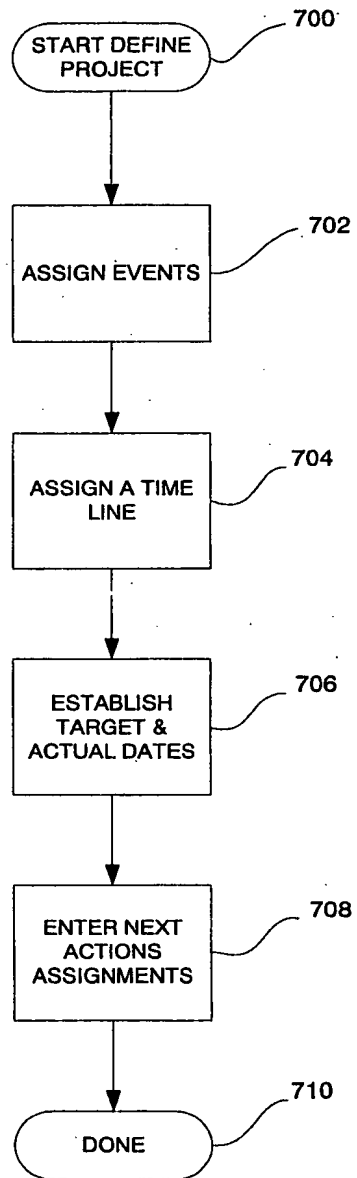 700
START DEFINE
PROJECT
702
ASSIGN EVENTS
704
ASSIGN A TIME
LINE
706
ESTABLISH
TARGET &
ACTUAL DATES
708
ENTER NEXT
ACTIONS
ASSIGNMENTS
710
DONE